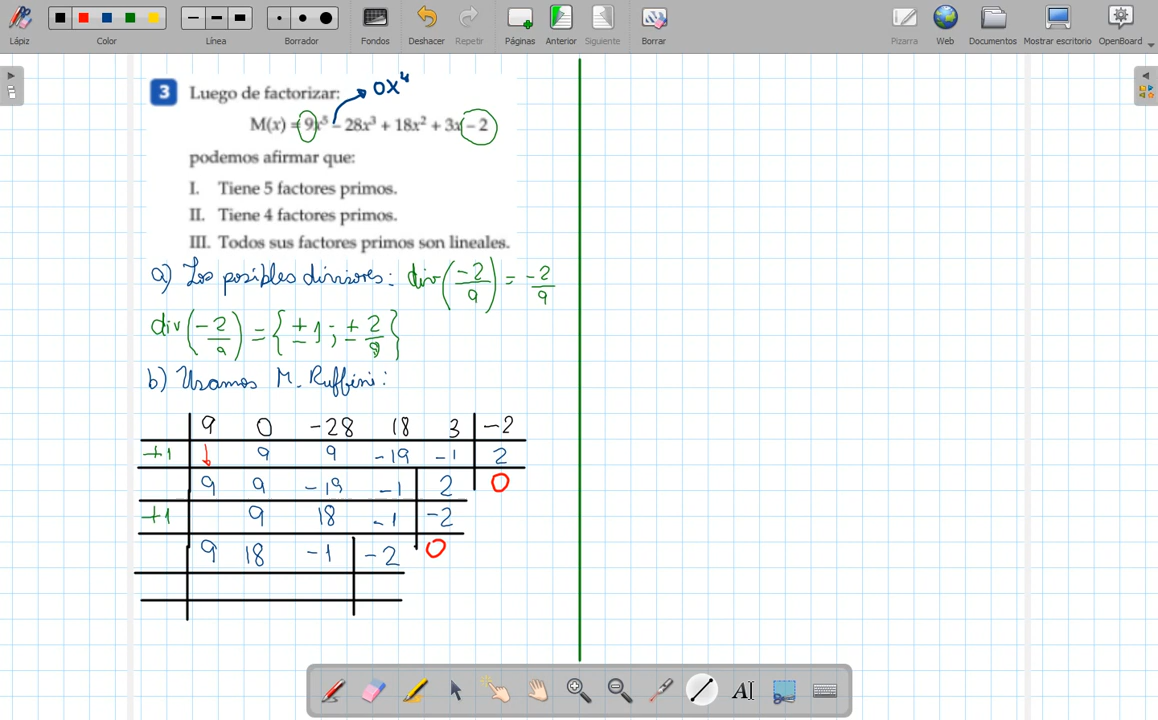 Lápiz Color Línea Borrador Fondos Deshacer Repetir Páginas Anterior Siguiente Borrar Pizarra Web Documentos Mostrar escritorio OpenBoard
3 Luego de factorizar: 0x⁴
M(x) = 9x⁵ – 28x³ + 18x² + 3x – 2
podemos afirmar que:
I. Tiene 5 factores primos.
II. Tiene 4 factores primos.
III. Todos sus factores primos son lineales.
a) Los posibles divisores: div(-2/9) = -2/9
div(-2/9) = {±1; ±2/9}
b) Usamos M. Ruffini:
9 0 -28 18 3 -2
+1 ↓ 9 9 -19 -1 2
9 9 -19 -1 2 0
+1 9 18 -1 -2
9 18 -1 -2 0
AI